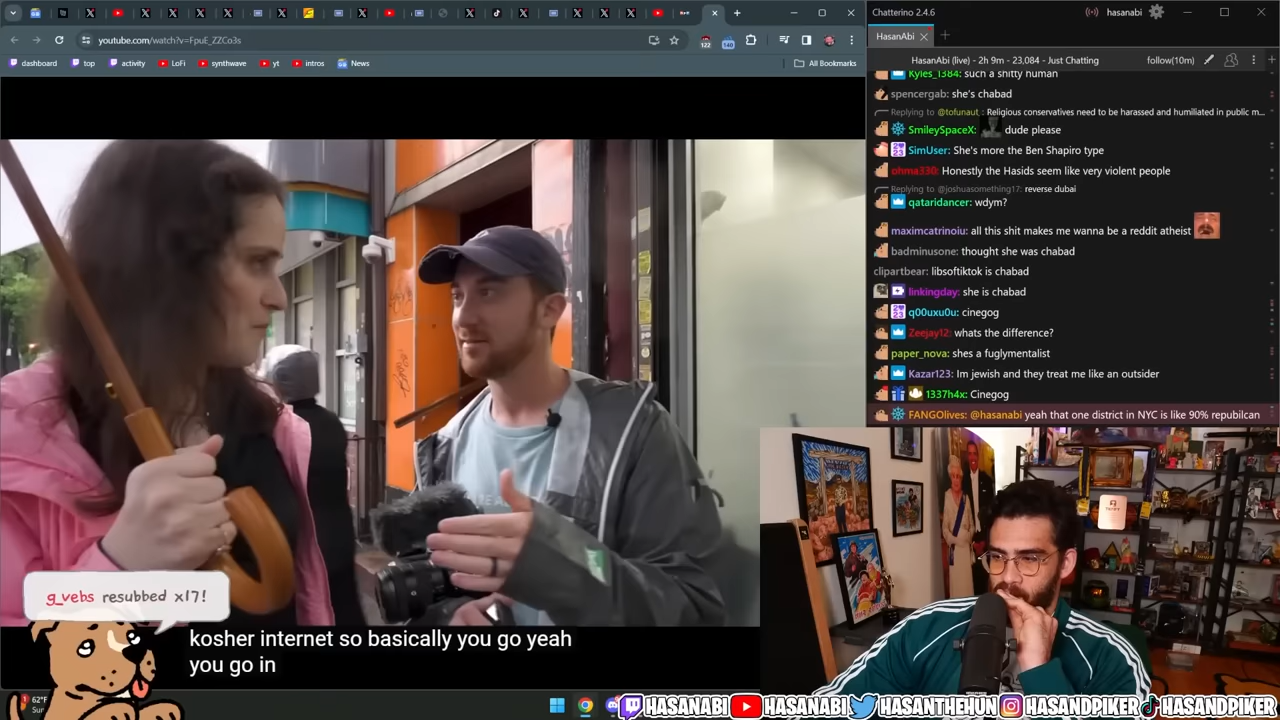 Chatterino 2.4.6
hasanabi
HasanAbi
youtube.com/watch?v=FpuE_ZZCo3s
dashboard
top
activity
LoFi
synthwave
yt
intros
News
All Bookmarks
HasanAbi (live) - 2h 9m - 23,084 - Just Chatting
follow(10m)
Kyles_1384: such a shitty human
spencergab: she's chabad
Replying to @tofunaut : Religious conservatives need to be harassed and humiliated in public m...
SmileySpaceX: dude please
SimUser: She's more the Ben Shapiro type
ohma330: Honestly the Hasids seem like very violent people
Replying to @joshuasomething17: reverse dubai
qataridancer: wdym?
maximcatrinoiu: all this shit makes me wanna be a reddit atheist
badminusone: thought she was chabad
clipartbear: libsoftiktok is chabad
linkingday: she is chabad
q00uxu0u: cinegog
Zeejay12: whats the difference?
paper_nova: shes a fuglymentalist
Kazar123: Im jewish and they treat me like an outsider
1337h4x: Cinegog
FANGOlives: @hasanabi yeah that one district in NYC is like 90% repubilcan
g_vebs resubbed x17!
kosher internet so basically you go yeah
you go in
62°F
HASANABI HASANABI HASANTHEHUN HASANDPIKER HASANDPIKER